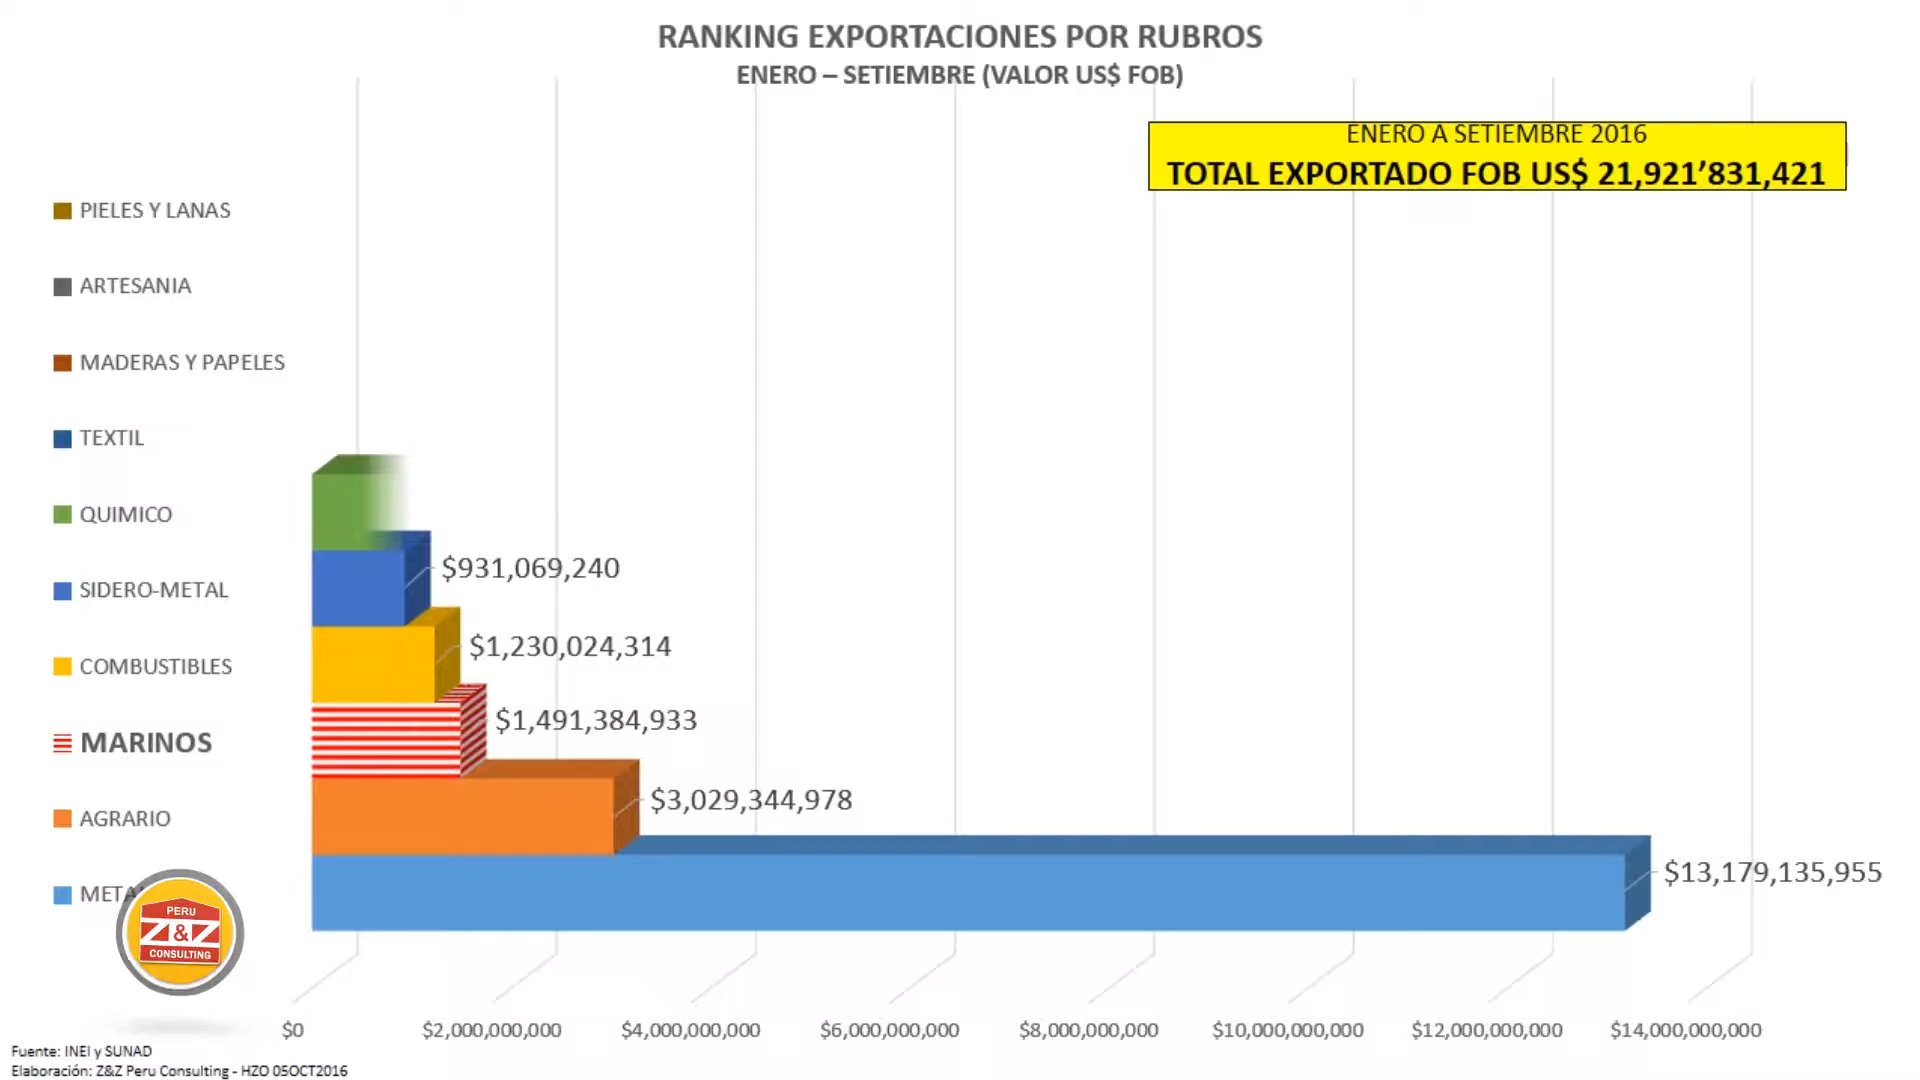 RANKING EXPORTACIONES POR RUBROS
ENERO – SETIEMBRE (VALOR US$ FOB)
ENERO A SETIEMBRE 2016
TOTAL EXPORTADO FOB US$ 21,921’831,421
PIELES Y LANAS
ARTESANIA
MADERAS Y PAPELES
TEXTIL
QUIMICO
SIDERO-METAL
$931,069,240
COMBUSTIBLES
$1,230,024,314
MARINOS
$1,491,384,933
AGRARIO
$3,029,344,978
$13,179,135,955
PERU
Z&Z
CONSULTING
$0
$2,000,000,000
$4,000,000,000
$6,000,000,000
$8,000,000,000
$10,000,000,000
$12,000,000,000
$14,000,000,000
Fuente: INEI y SUNAD
Elaboración: Z&Z Peru Consulting - HZO 05OCT2016